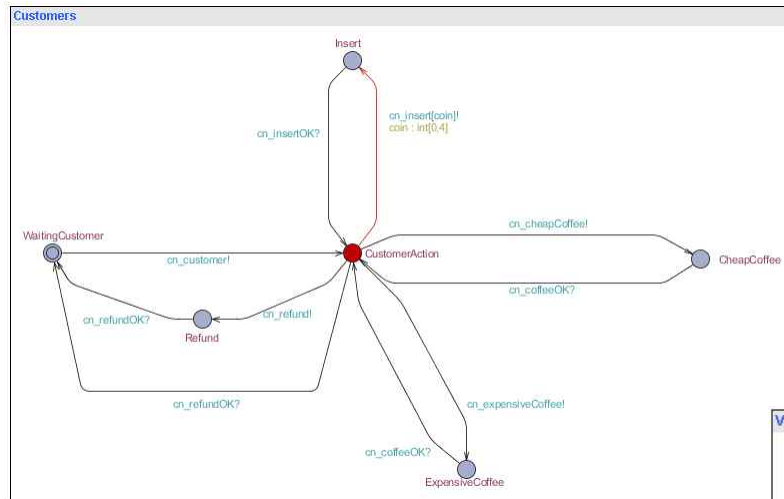 Customers
Insert
cn_insert[coin]!
coin : int[0,4]
cn_insertOK?
cn_cheapCoffee!
WaitingCustomer
cn_customer!
CustomerAction
CheapCoffee
cn_coffeeOK?
cn_refundOK?
cn_refund!
Refund
cn_refundOK?
cn_expensiveCoffee!
V
cn_coffeeOK?
ExpensiveCoffee